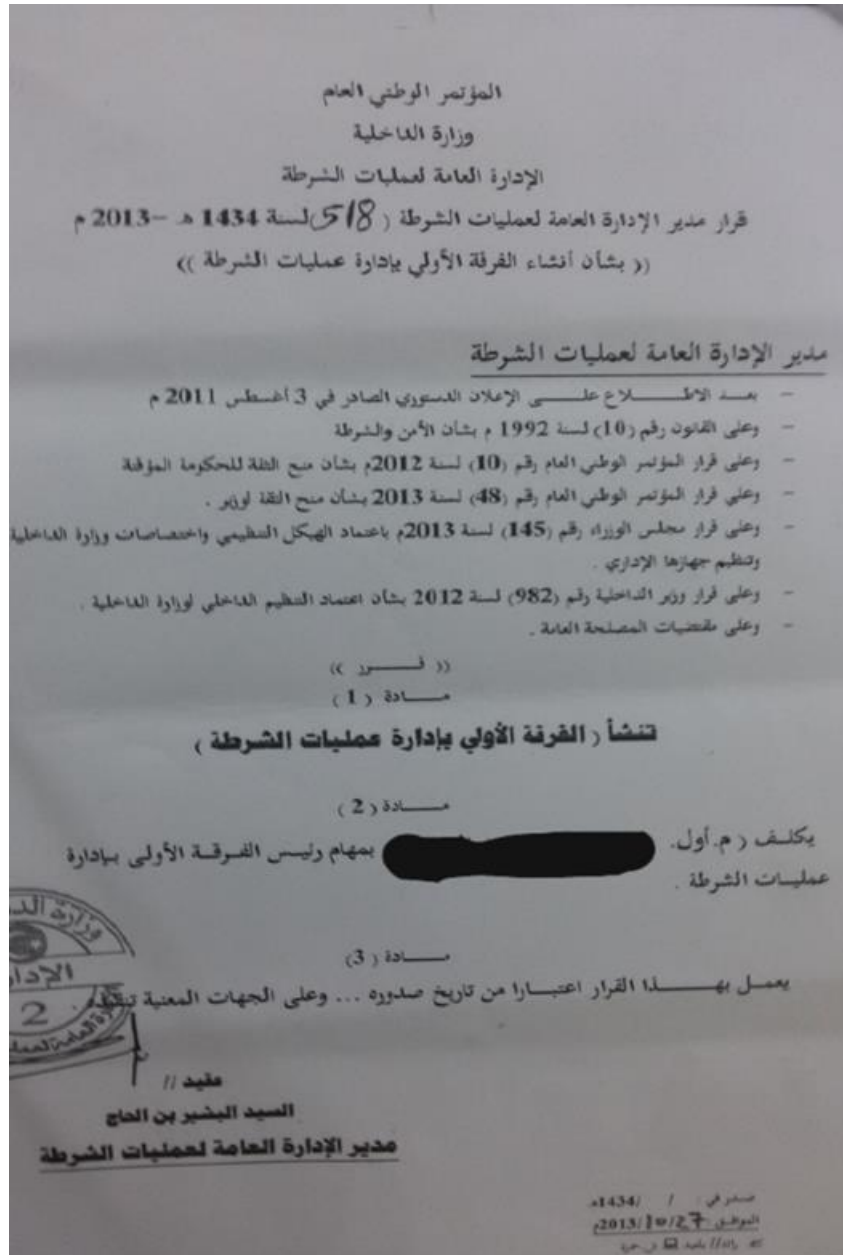 المؤتمر الوطني العام
وزارة الداخلية
الإدارة العامة لعمليات الشرطة
قرار مدير الإدارة العامة لعمليات الشرطة ( 518 ) لسنة 1434 هـ – 2013 م
(( بشأن أنشاء الفرقة الأولي بإدارة عمليات الشرطة ))
مدير الإدارة العامة لعمليات الشرطة
- بعد الاطلاع على الإعلان الدستوري الصادر في 3 أغسطس 2011 م
- وعلى القانون رقم (10) لسنة 1992 م بشأن الأمن والشرطة
- وعلى قرار المؤتمر الوطني العام رقم (10) لسنة 2012م بشأن منح الثقة للحكومة المؤقتة
- وعلى قرار المؤتمر الوطني العام رقم (48) لسنة 2013 بشأن منح الثقة لوزير .
- وعلى قرار مجلس الوزراء رقم (145) لسنة 2013م باعتماد الهيكل التنظيمي واختصاصات وزارة الداخلية
وتنظيم جهازها الإداري .
- وعلى قرار وزير الداخلية رقم (982) لسنة 2012 بشأن اعتماد التنظيم الداخلي لوزارة الداخلية .
- وعلى مقتضيات المصلحة العامة .
(( قـــرر ))
مـــادة ( 1 )
تنشأ ( الفرقة الأولي بإدارة عمليات الشرطة )
مـــادة ( 2 )
يكلف ( م.أول. بمهام رئيس الفرقة الأولى بإدارة
عمليات الشرطة .
مـــادة ( 3 )
يعمل بهذا القرار اعتبارا من تاريخ صدوره ... وعلى الجهات المعنية
وزارة
2
عقيد //
السيد البشير بن الحاج
مدير الإدارة العامة لعمليات الشرطة
صدر في : / /1434هـ
الموافق 2013/10/27م